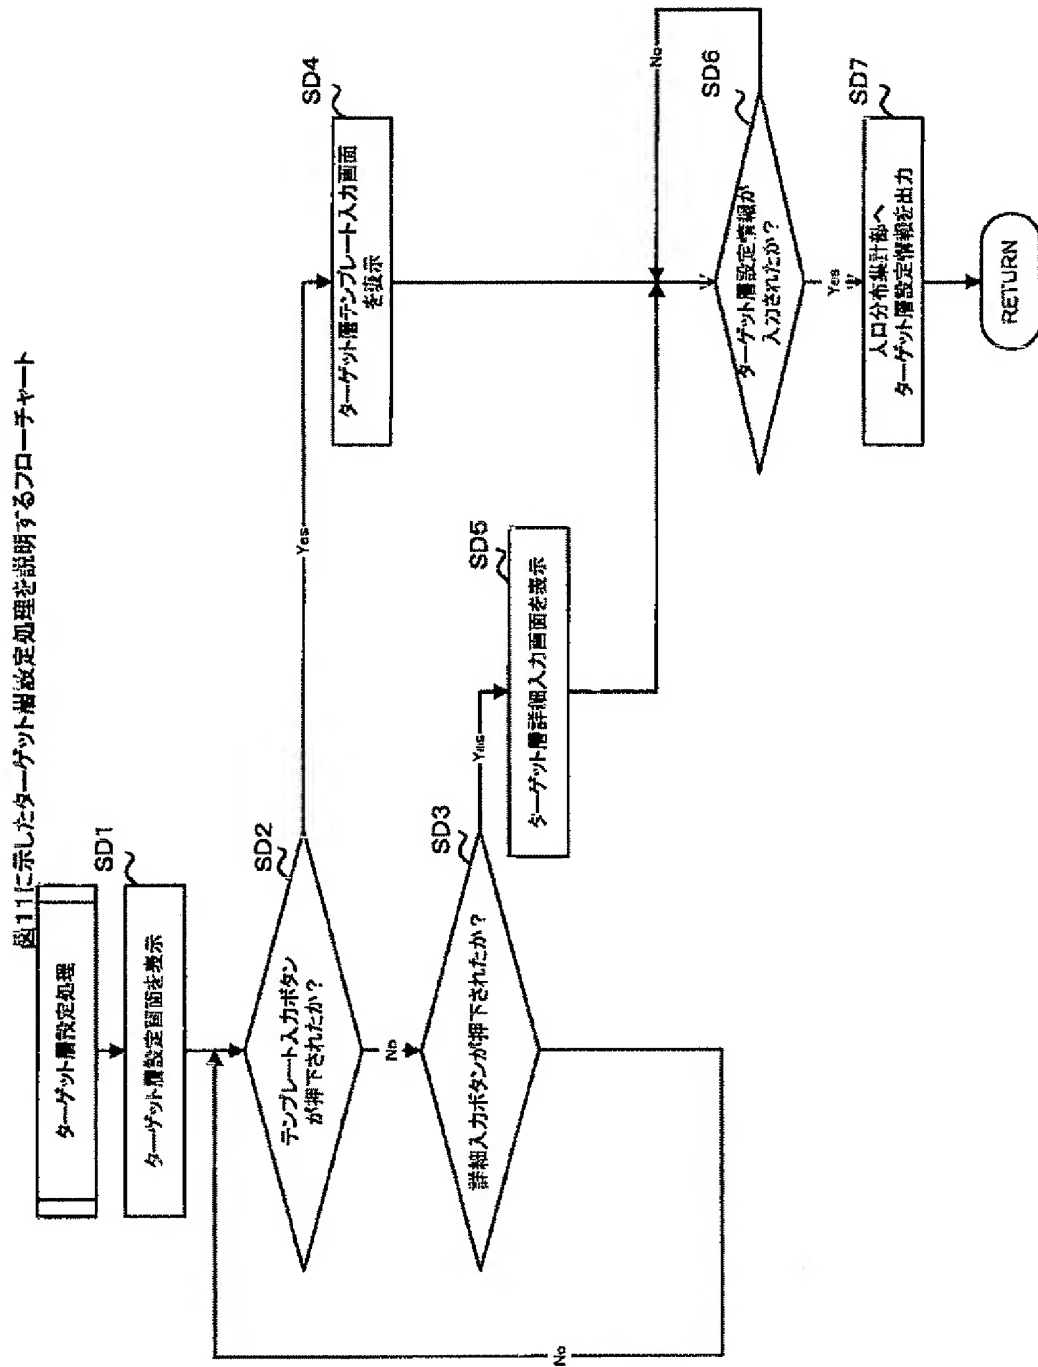 図11に示したターゲット層設定処理を説明するフローチャート
ターゲット層設定処理
SD1
ターゲット層設定画面を表示
SD2
テンプレート入力ボタン
が押下されたか？
Yes
No
SD3
詳細入力ボタンが押下されたか？
Yes
No
SD4
ターゲット層テンプレート入力画面
を表示
SD5
ターゲット層詳細入力画面を表示
No
SD6
ターゲット層設定情報が
入力されたか？
Yes
SD7
人口分布集計部へ
ターゲット層設定情報を出力
RETURN